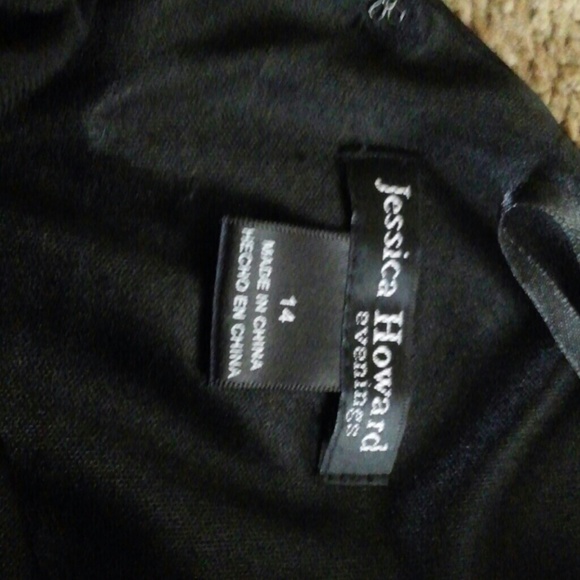 Jessica Howard
evenings
14
MADE IN CHINA
HECHO EN CHINA